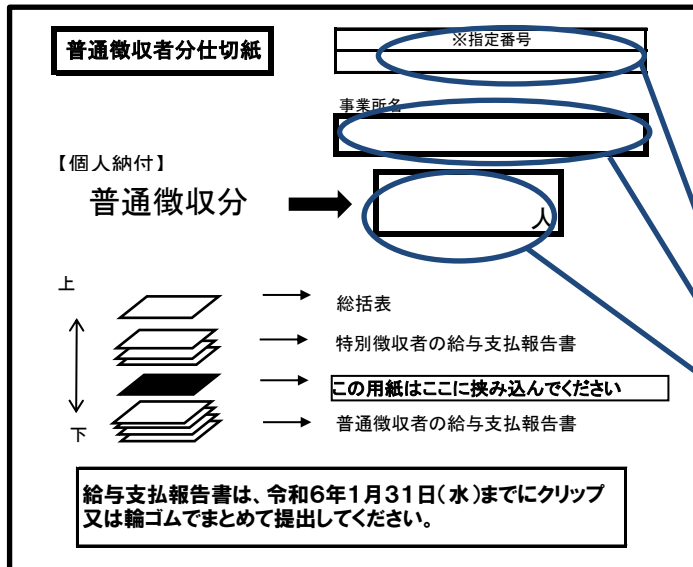 普通徴収者分仕切紙
※指定番号
事業所名
【個人納付】
普通徴収分
人
上
総括表
特別徴収者の給与支払報告書
この用紙はここに挟み込んでください
下
普通徴収者の給与支払報告書
給与支払報告書は、令和6年1月31日(水)までにクリップ
又は輪ゴムでまとめて提出してください。